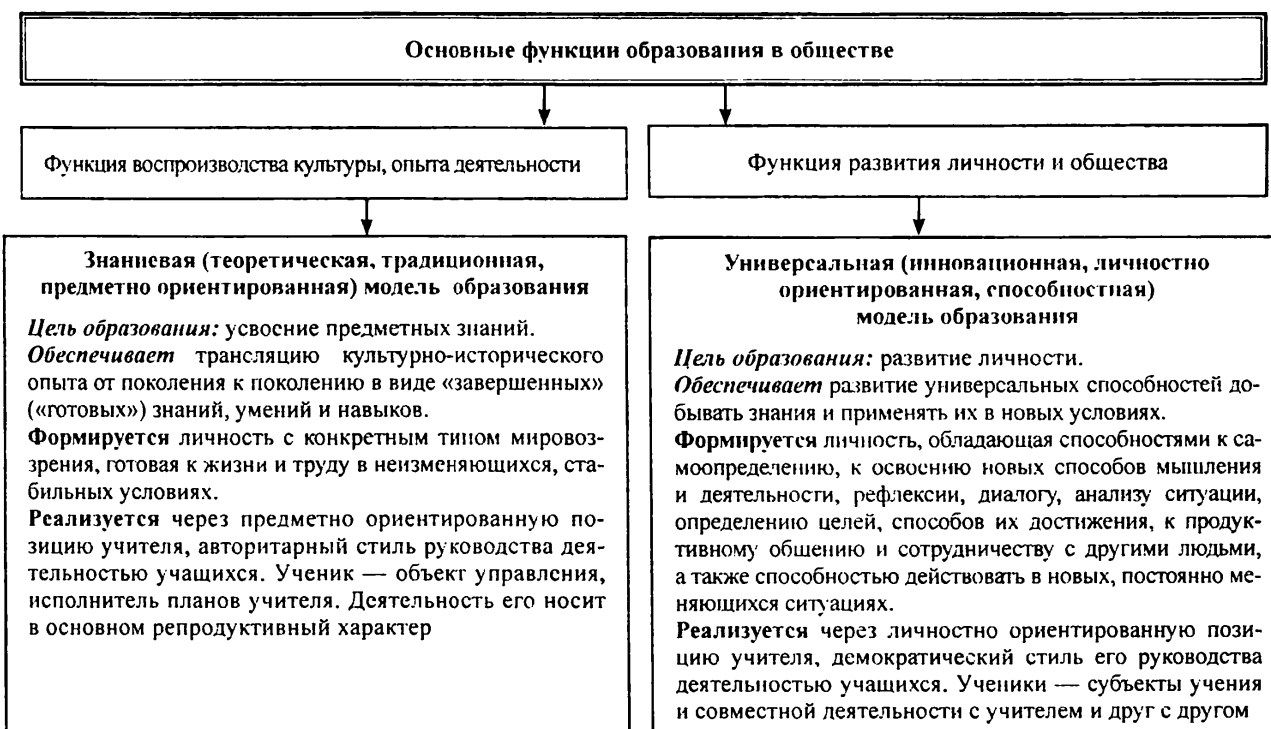 Основные функции образования в обществе
Функция воспроизводства культуры, опыта деятельности
Функция развития личности и общества
Знаниевая (теоретическая, традиционная,
предметно ориентированная) модель образования
Цель образования: усвоение предметных знаний.
Обеспечивает трансляцию культурно-исторического
опыта от поколения к поколению в виде «завершенных»
(«готовых») знаний, умений и навыков.
Формируется личность с конкретным типом мировоз-
зрения, готовая к жизни и труду в неизменяющихся, ста-
бильных условиях.
Реализуется через предметно ориентированную по-
зицию учителя, авторитарный стиль руководства дея-
тельностью учащихся. Ученик — объект управления,
исполнитель планов учителя. Деятельность его носит
в основном репродуктивный характер
Универсальная (инновационная, личностно
ориентированная, способностная)
модель образования
Цель образования: развитие личности.
Обеспечивает развитие универсальных способностей до-
бывать знания и применять их в новых условиях.
Формируется личность, обладающая способностями к са-
моопределению, к освоению новых способов мышления
и деятельности, рефлексии, диалогу, анализу ситуации,
определению целей, способов их достижения, к продук-
тивному общению и сотрудничеству с другими людьми,
а также способностью действовать в новых, постоянно ме-
няющихся ситуациях.
Реализуется через личностно ориентированную пози-
цию учителя, демократический стиль его руководства
деятельностью учащихся. Ученики — субъекты учения
и совместной деятельности с учителем и друг с другом